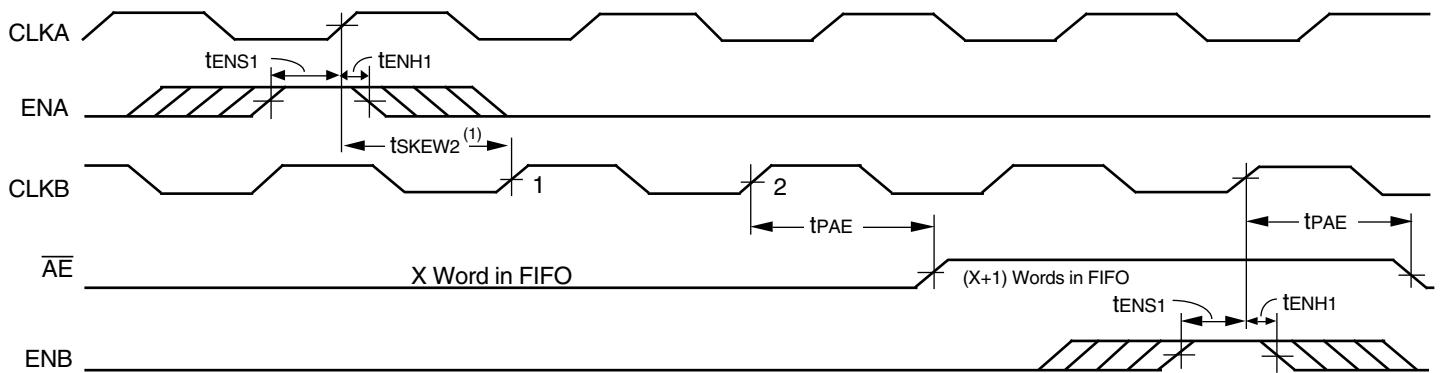 CLKA
tENS1
tENH1
ENA
tSKEW2 (1)
CLKB
1
2
tPAE
tPAE
AE
X Word in FIFO
(X+1) Words in FIFO
tENS1
tENH1
ENB